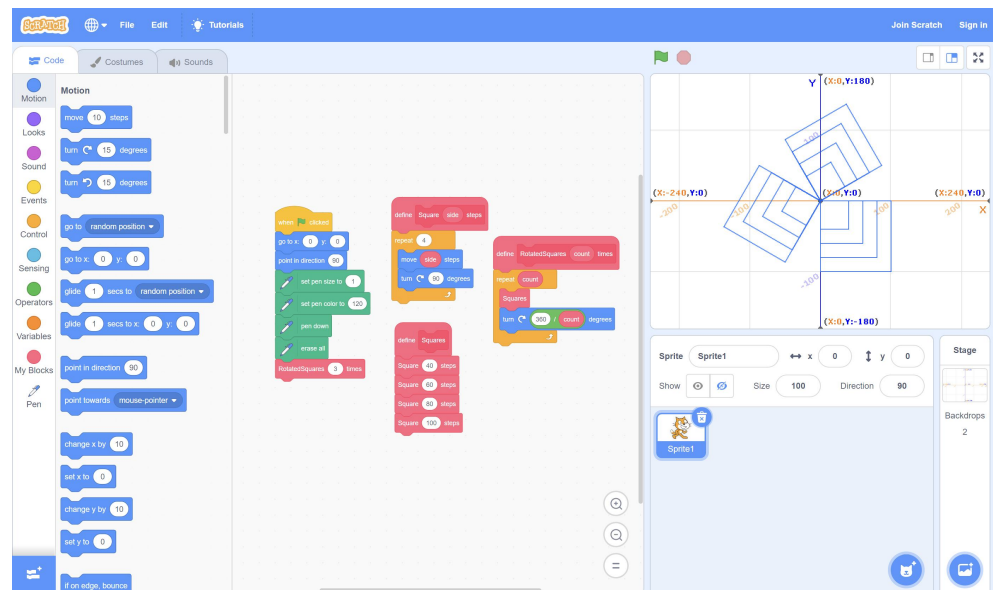 SCRATCH File Edit Tutorials Join Scratch Sign in
Code Costumes Sounds
Motion
Looks
Sound
Events
Control
Sensing
Operators
Variables
My Blocks
Pen
Motion
move 10 steps
turn 15 degrees
turn 15 degrees
go to random position
go to x: 0 y: 0
glide 1 secs to random position
glide 1 secs to x: 0 y: 0
point in direction 90
point towards mouse-pointer
change x by 10
set x to 0
change y by 10
set y to 0
if on edge, bounce
when clicked
go to x: 0 y: 0
point in direction 90
set pen size to 1
set pen color to 120
pen down
erase all
RotatedSquares 3 times
define Square side steps
repeat 4
move side steps
turn 90 degrees
define Squares
Square 40 steps
Square 60 steps
Square 80 steps
Square 100 steps
define RotatedSquares count times
repeat count
Squares
turn 360 / count degrees
Y (X:0,Y:180)
100
(X:-240,Y:0) (X:0,Y:0) (X:240,Y:0)
-200 -100 100 200 X
-100
(X:0,Y:-180)
Sprite Sprite1 x 0 y 0
Show Size 100 Direction 90
Sprite1
Stage
Backdrops
2